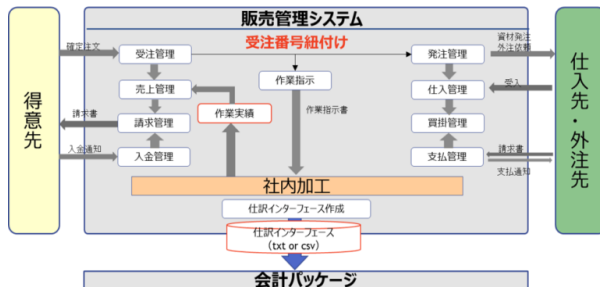 販売管理システム
受注番号紐付け
得意先
確定注文
請求書
入金通知
受注管理
売上管理
請求管理
入金管理
作業実績
作業指示
作業指示書
発注管理
仕入管理
買掛管理
支払管理
資材発注
外注依頼
受入
請求書
支払通知
仕入先・外注先
社内加工
仕訳インターフェース作成
仕訳インターフェース
(txt or csv)
会計パッケージ